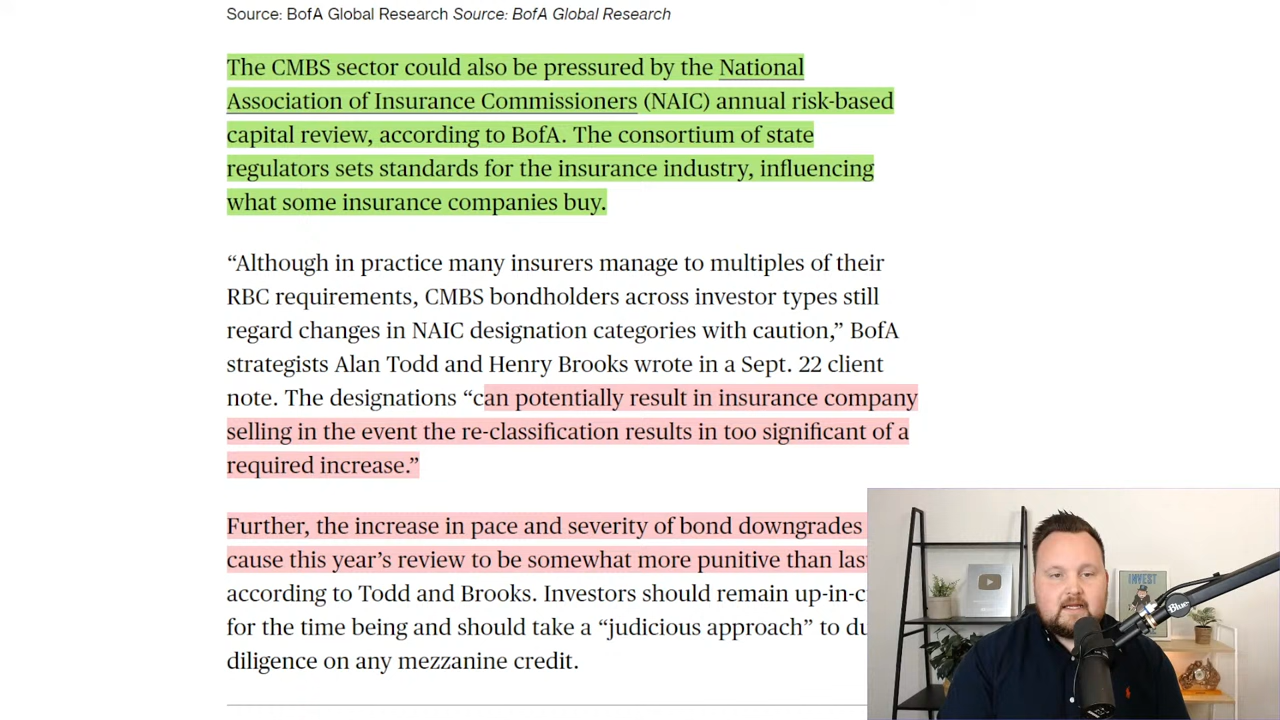 Source: BofA Global Research Source: BofA Global Research
The CMBS sector could also be pressured by the National
Association of Insurance Commissioners (NAIC) annual risk-based
capital review, according to BofA. The consortium of state
regulators sets standards for the insurance industry, influencing
what some insurance companies buy.
“Although in practice many insurers manage to multiples of their
RBC requirements, CMBS bondholders across investor types still
regard changes in NAIC designation categories with caution,” BofA
strategists Alan Todd and Henry Brooks wrote in a Sept. 22 client
note. The designations “can potentially result in insurance company
selling in the event the re-classification results in too significant of a
required increase.”
Further, the increase in pace and severity of bond downgrades
cause this year’s review to be somewhat more punitive than las
according to Todd and Brooks. Investors should remain up-in-c
for the time being and should take a “judicious approach” to du
diligence on any mezzanine credit.
INVEST
Blue